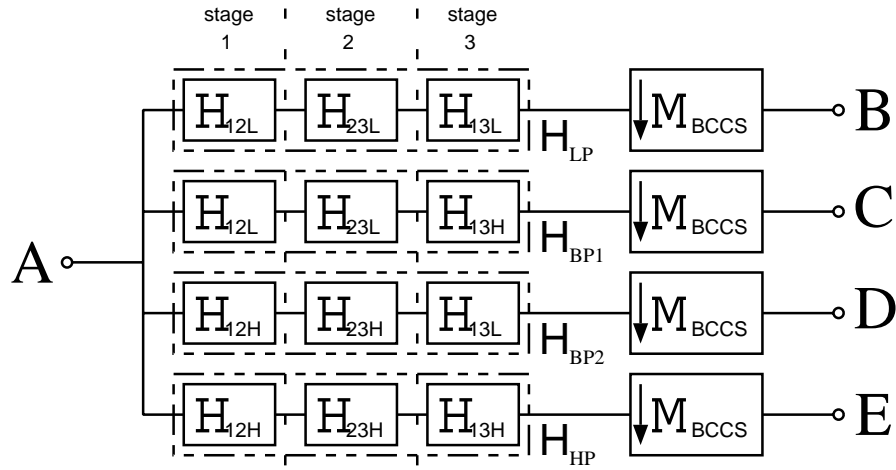 stage stage stage
1 2 3
H12L H23L H13L HLP ↓MBCCS B
H12L H23L H13H HBP1 ↓MBCCS C
A
H12H H23H H13L HBP2 ↓MBCCS D
H12H H23H H13H HHP ↓MBCCS E